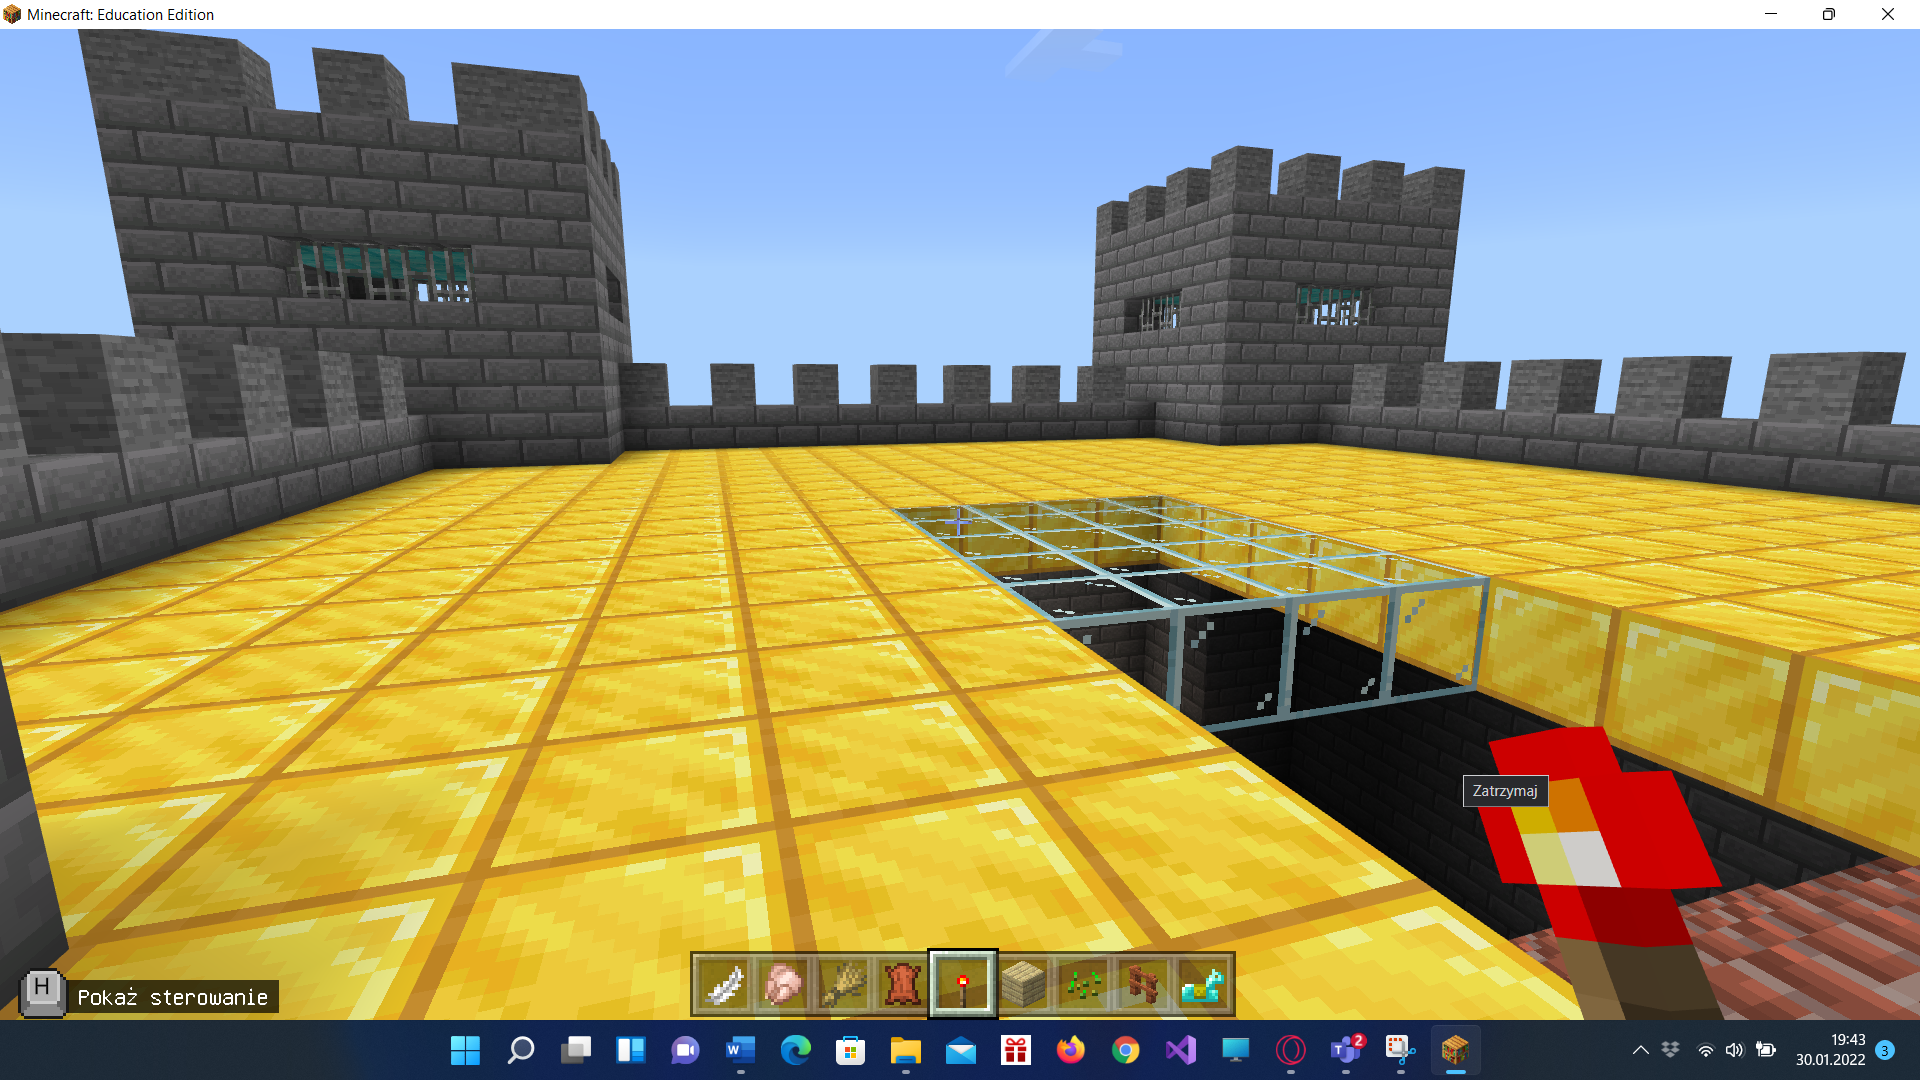 Minecraft: Education Edition
Zatrzymaj
H
Pokaż sterowanie
W
T
2
19:43
30.01.2022
3